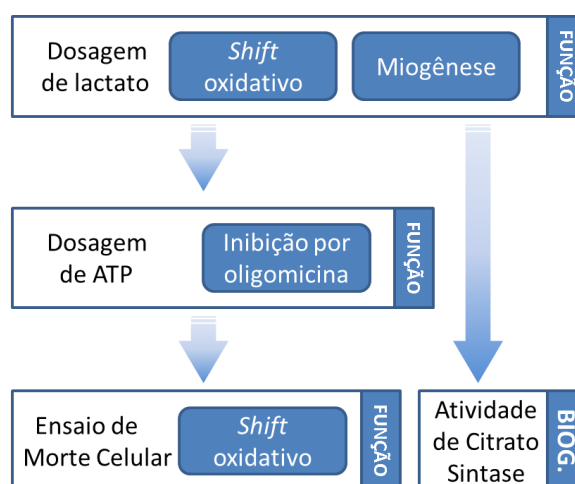 Dosagem
de lactato
Shift
oxidativo
Miogênese
FUNÇÃO
Dosagem
de ATP
Inibição por
oligomicina
FUNÇÃO
Ensaio de
Morte Celular
Shift
oxidativo
FUNÇÃO
Atividade
de Citrato
Sintase
BIOG.